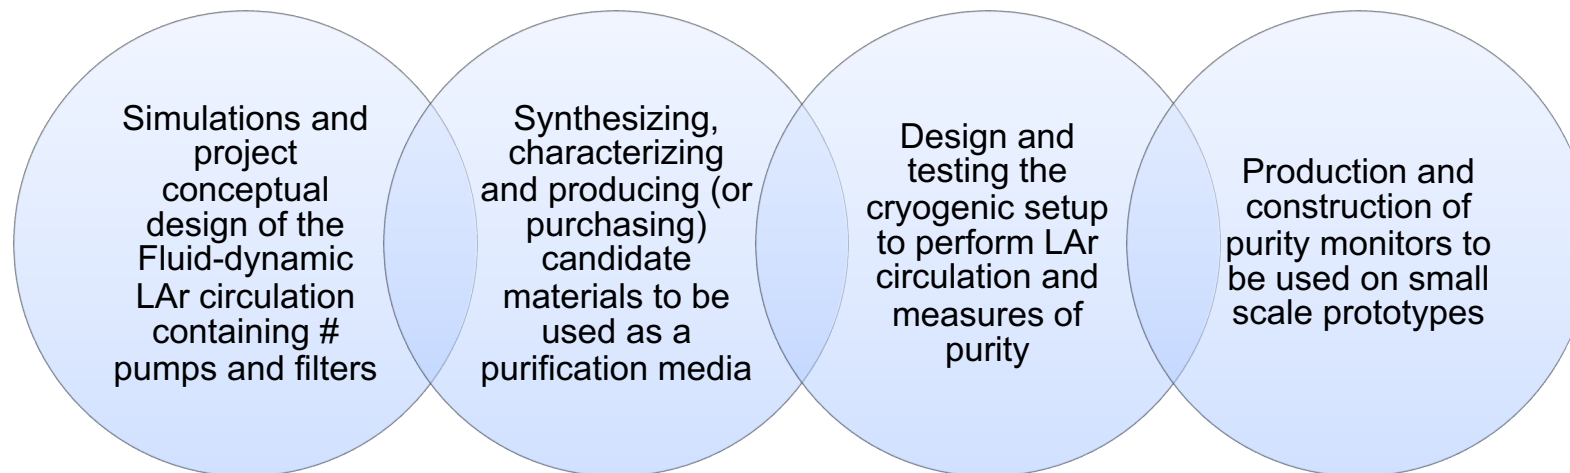 Simulations and
project
conceptual
design of the
Fluid-dynamic
LAr circulation
containing #
pumps and filters
Synthesizing,
characterizing
and producing (or
purchasing)
candidate
materials to be
used as a
purification media
Design and
testing the
cryogenic setup
to perform LAr
circulation and
measures of
purity
Production and
construction of
purity monitors to
be used on small
scale prototypes